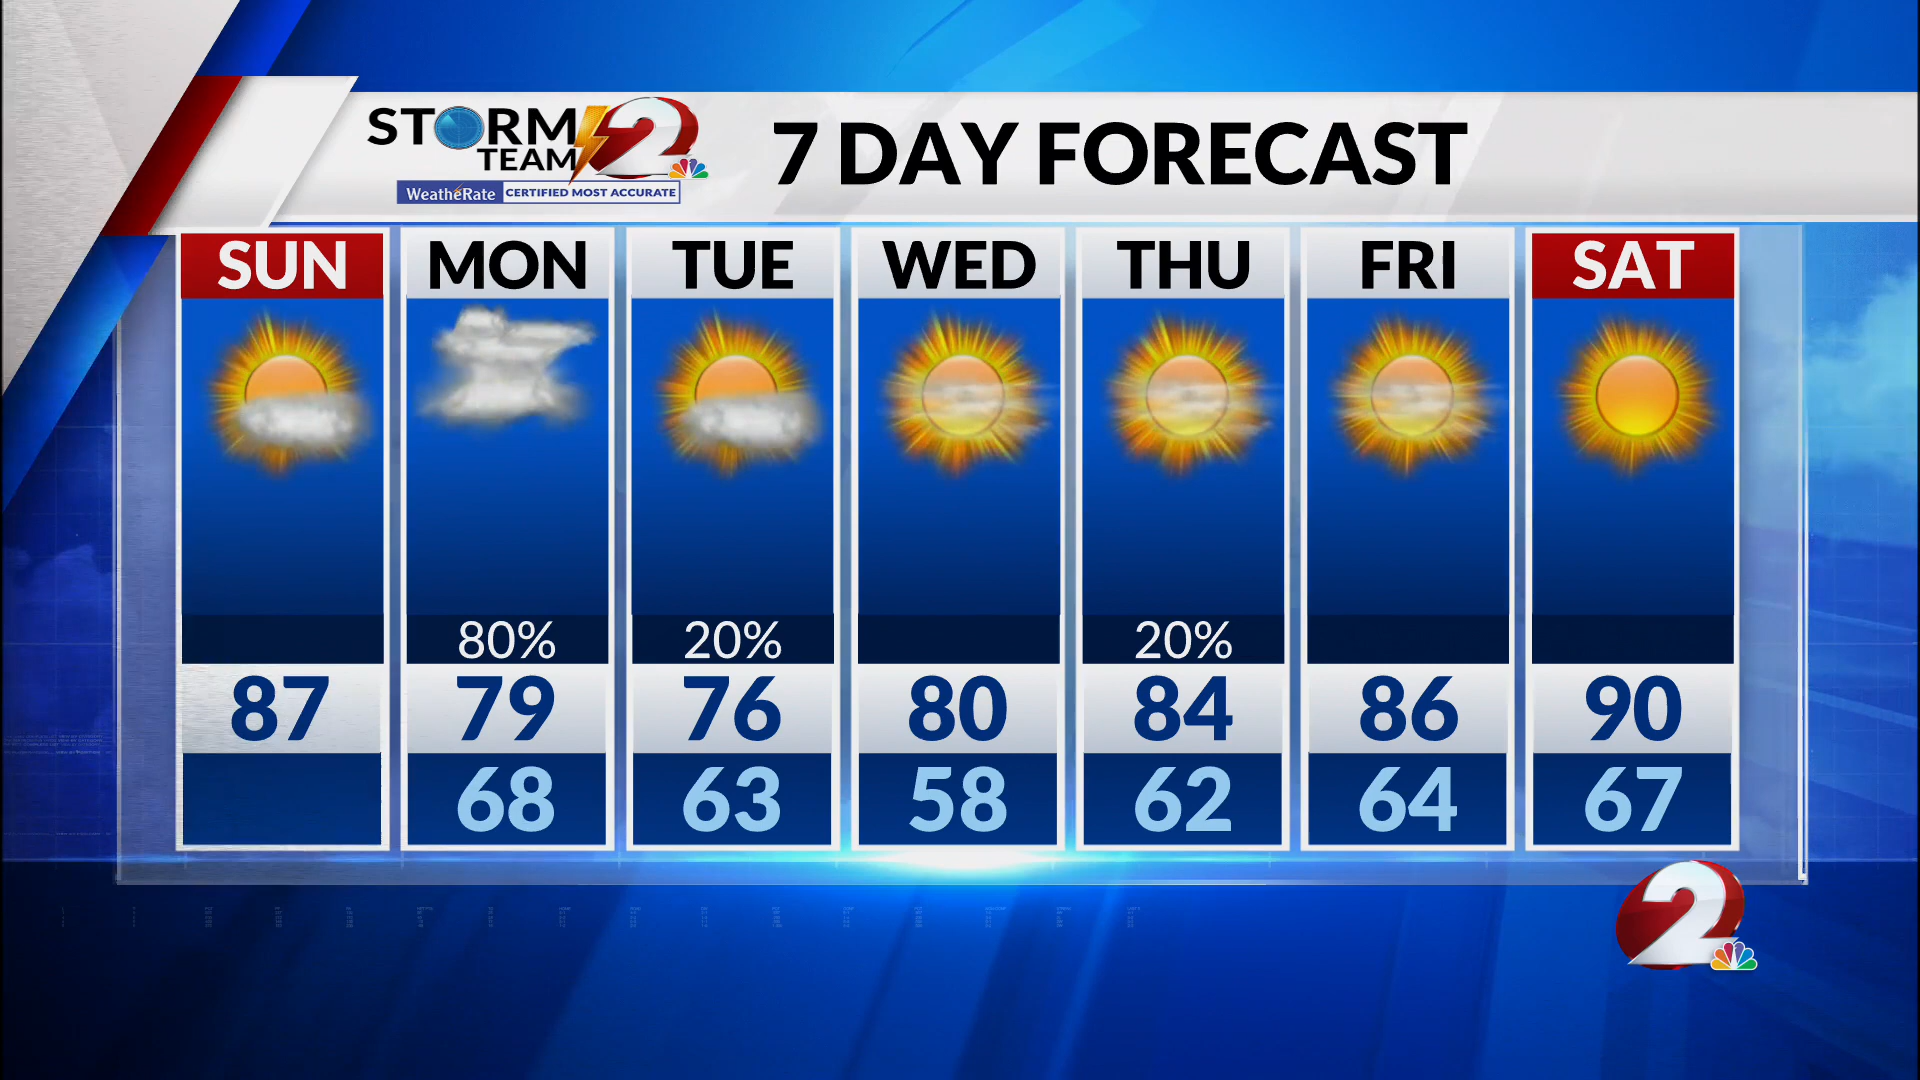 STORM
TEAM 2
WeatheRate CERTIFIED MOST ACCURATE
7 DAY FORECAST
SUN MON TUE WED THU FRI SAT
80% 20% 20%
87 79 76 80 84 86 90
68 63 58 62 64 67
2